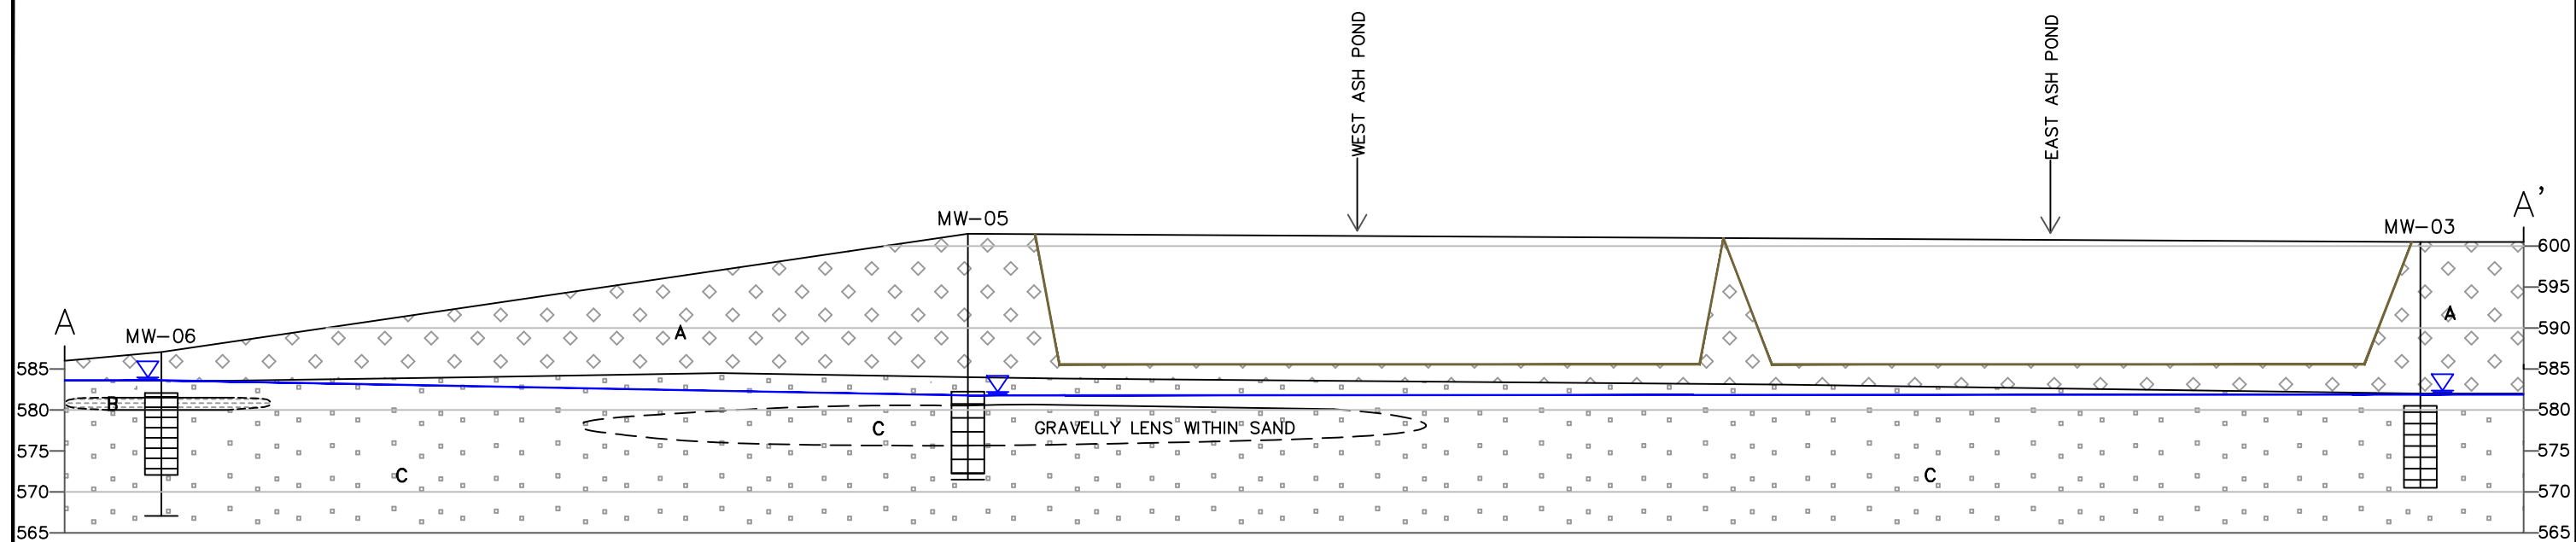 WEST ASH POND
EAST ASH POND
A
A'
MW-06
MW-05
MW-03
A
A
B
C
GRAVELLY LENS WITHIN SAND
C
C
585
580
575
570
565
600
595
590
585
580
575
570
565